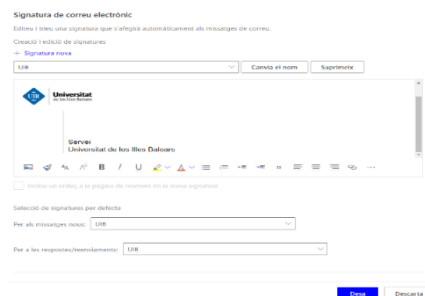 Signatura de correu electrònic
Editeu i trieu una signatura que s'afegirà automàticament als missatges de correu.
Creació i edició de signatures
+ Signatura nova
UIB
Canvia el nom
Suprimeix
UIB
Universitat
de les Illes Balears
Servei
Universitat de les Illes Balears
B I U
Per als missatges nous: UIB
Selecció de signatures per defecte
Per a les respostes/reenviaments: UIB
Desa
Descarta